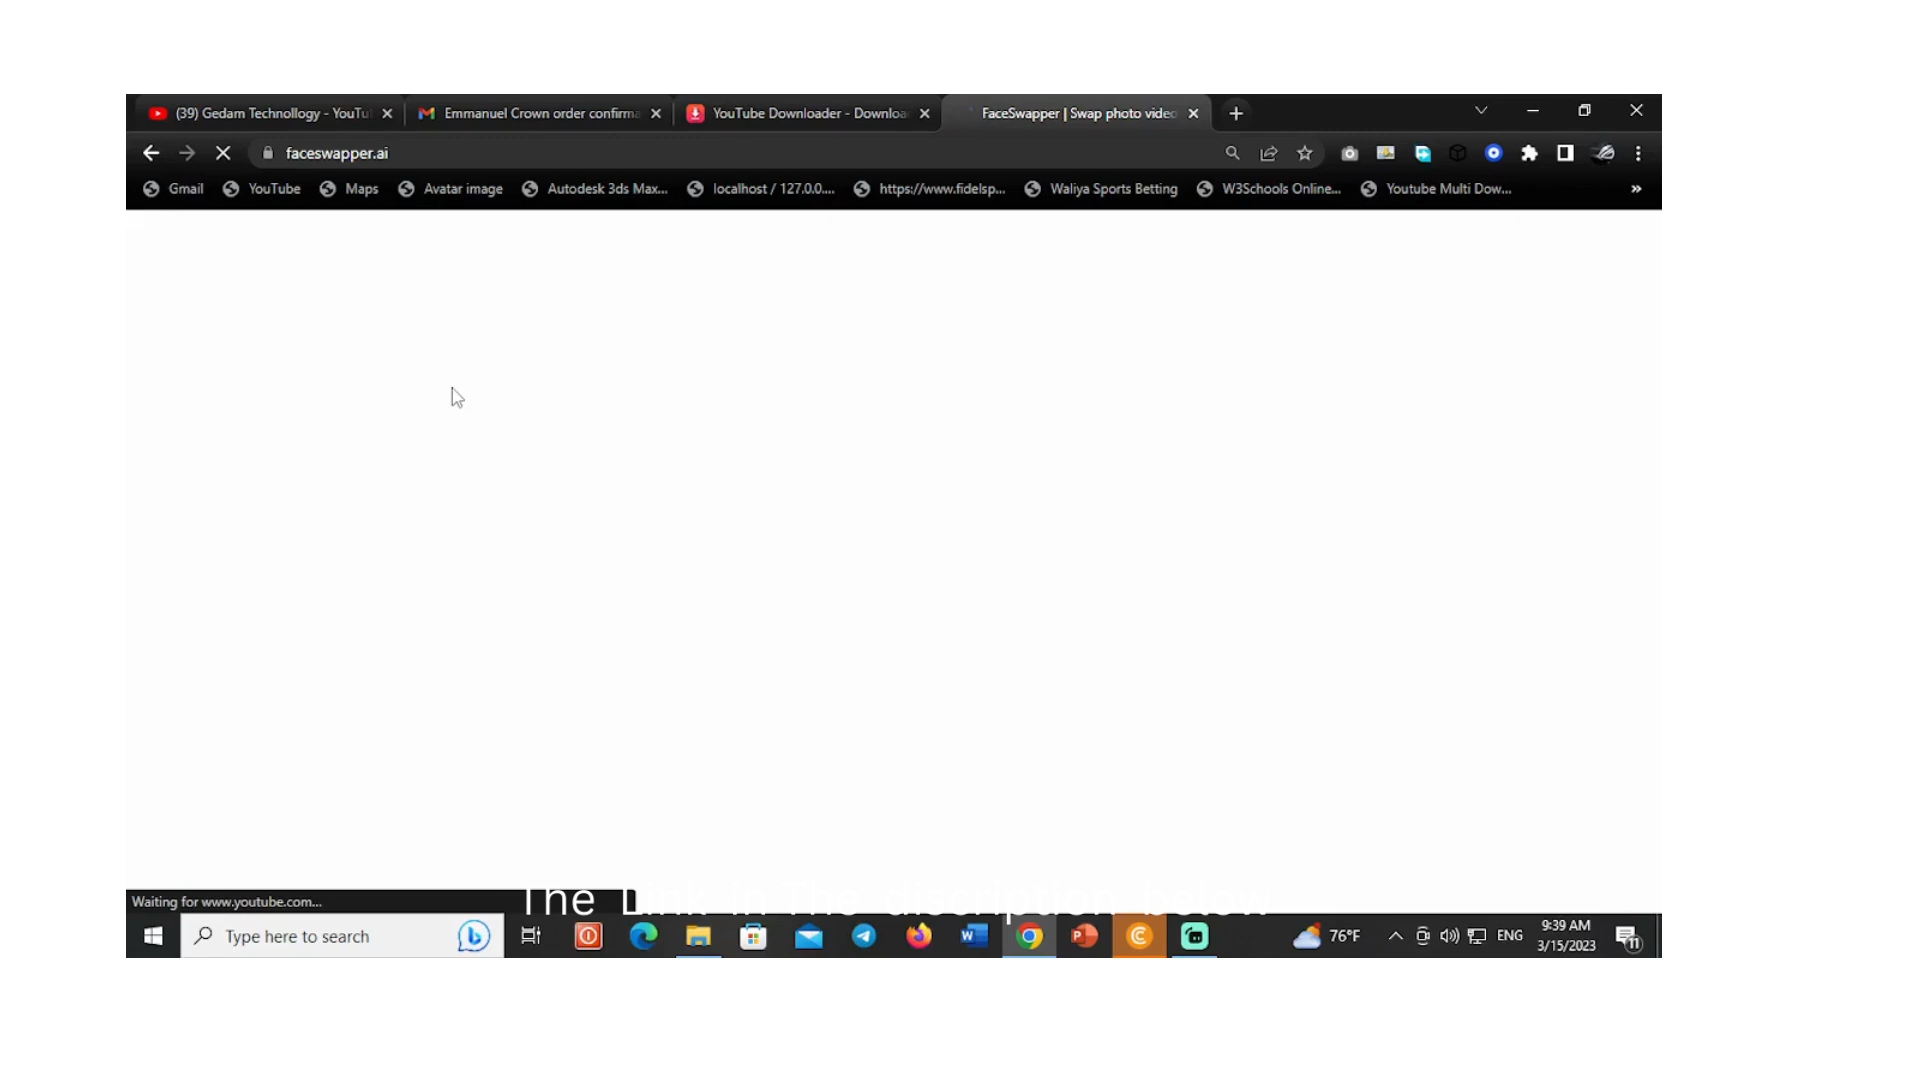 (39) Gedam Technollogy - YouTu
Emmanuel Crown order confirma
YouTube Downloader - Downloa
FaceSwapper | Swap photo video
faceswapper.ai
Gmail YouTube Maps Avatar image Autodesk 3ds Max... localhost / 127.0.0.... https://www.fidelsp... Waliya Sports Betting W3Schools Online... Youtube Multi Dow... »
Waiting for www.youtube.com...
The Link in The discription below
Type here to search
76°F
ENG
9:39 AM
3/15/2023
11